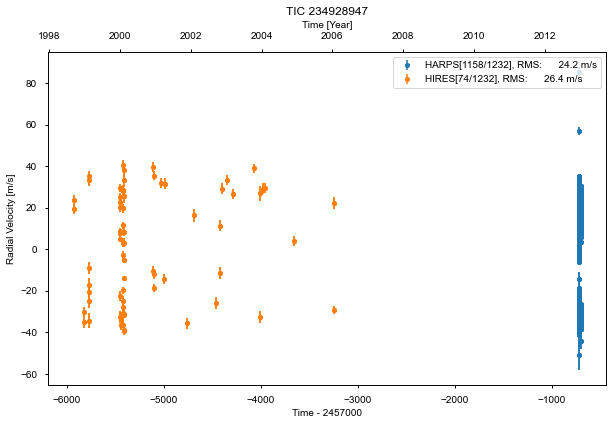 TIC 234928947
Time [Year]
1998 2000 2002 2004 2006 2008 2010 2012
HARPS[1158/1232], RMS: 24.2 m/s
HIRES[74/1232], RMS: 26.4 m/s
Radial Velocity [m/s]
80
60
40
20
0
−20
−40
−60
−6000 −5000 −4000 −3000 −2000 −1000
Time - 2457000